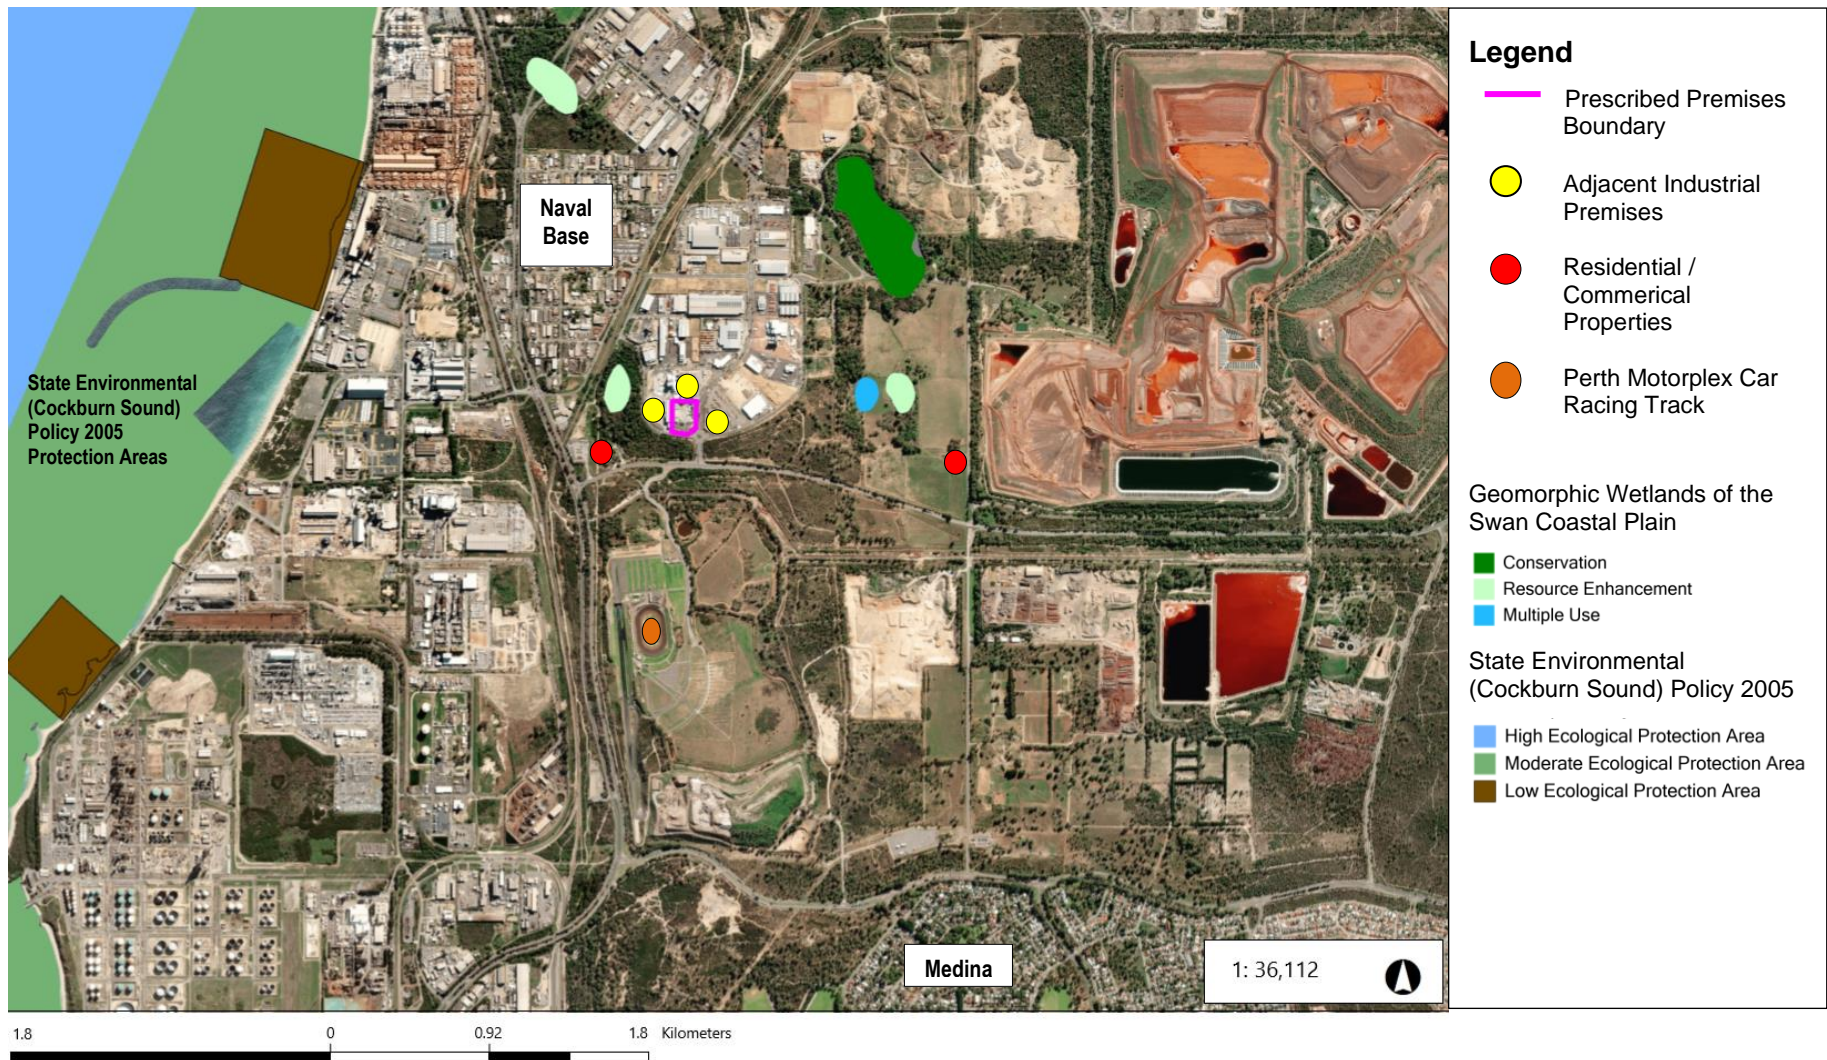 Naval
Base
State Environmental
(Cockburn Sound)
Policy 2005
Protection Areas
Medina
1: 36,112
1.8
0
0.92
1.8
Kilometers
Legend
Prescribed Premises
Boundary
Adjacent Industrial
Premises
Residential /
Commerical
Properties
Perth Motorplex Car
Racing Track
Geomorphic Wetlands of the
Swan Coastal Plain
Conservation
Resource Enhancement
Multiple Use
State Environmental
(Cockburn Sound) Policy 2005
High Ecological Protection Area
Moderate Ecological Protection Area
Low Ecological Protection Area